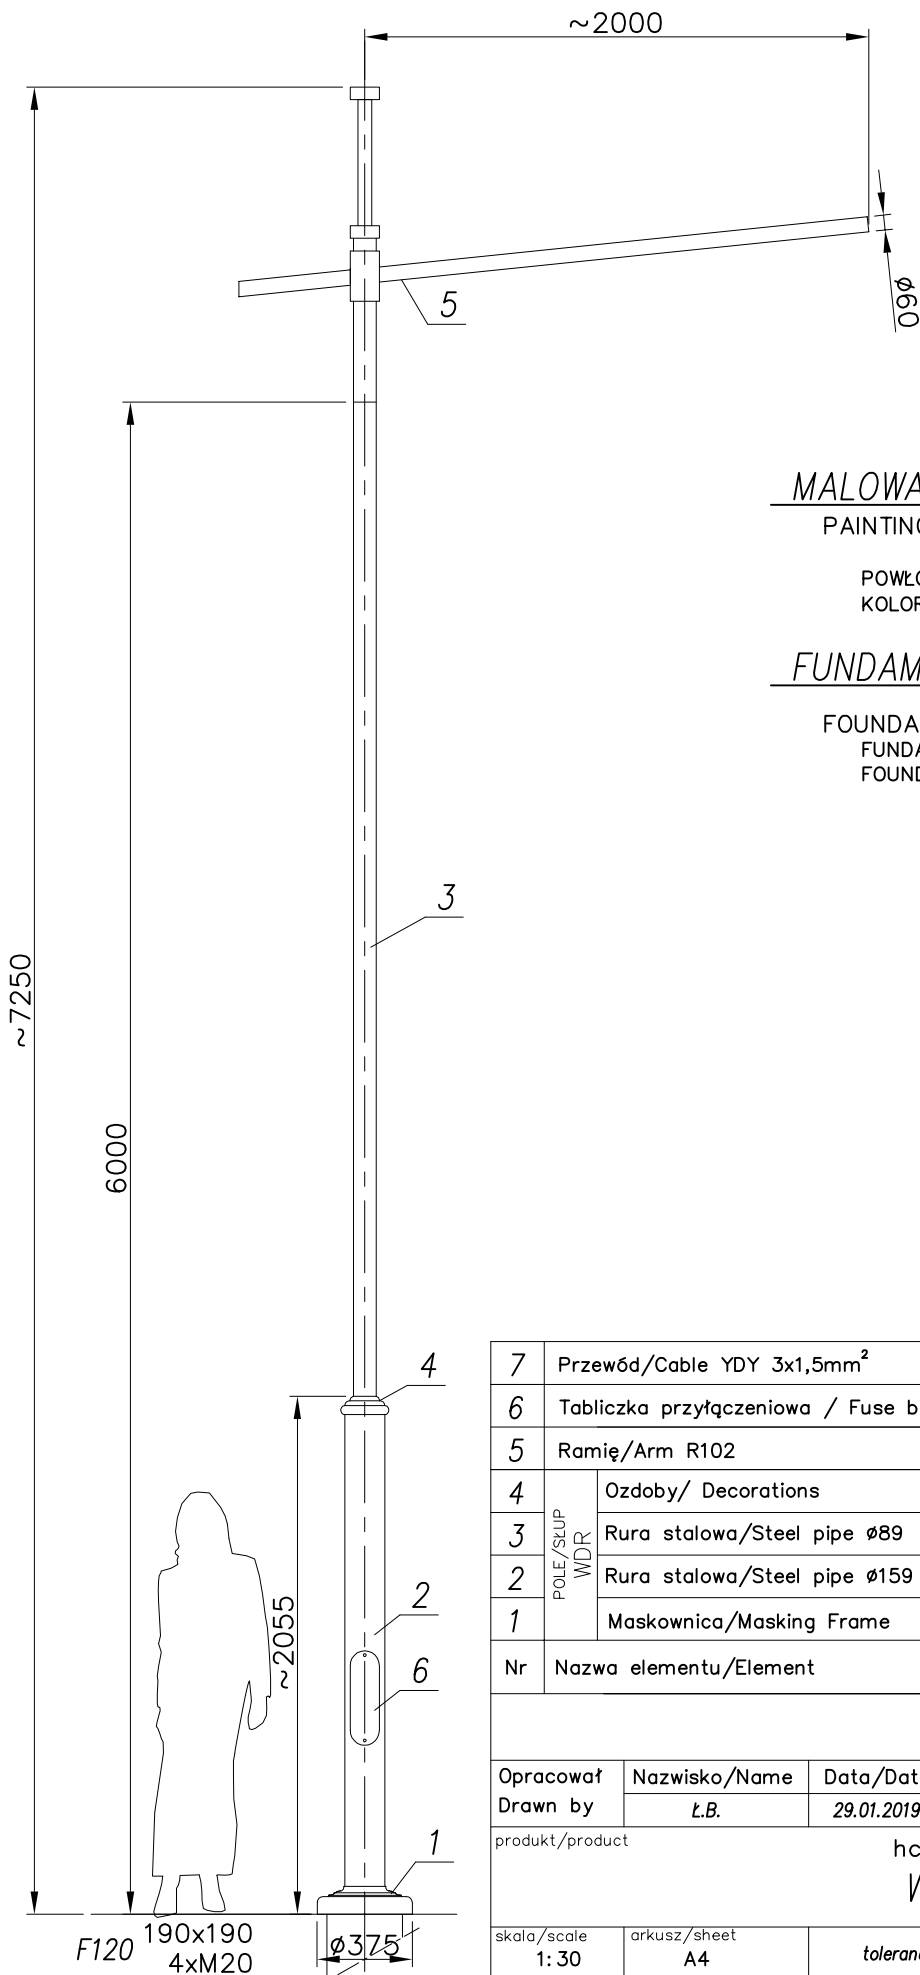 ~2000
ø60
5
MALOWA
PAINTING
POWŁO
KOLOR
FUNDAM
FOUNDA
FUNDA
FOUND
3
~7250
6000
4
2
~2055
6
1
F120
190x190
4xM20
ø375
7 Przewód/Cable YDY 3x1,5mm²
6 Tabliczka przyłączeniowa / Fuse b
5 Ramię/Arm R102
4 Ozdoby/ Decorations
3 Rura stalowa/Steel pipe ø89
2 Rura stalowa/Steel pipe ø159
1 Maskownica/Masking Frame
POLE/SŁUP
WDR
Nr Nazwa elementu/Element
Opracował Nazwisko/Name Data/Dat
Drawn by Ł.B. 29.01.2019
produkt/product
hc
skala/scale arkusz/sheet
1:30 A4 toleranc